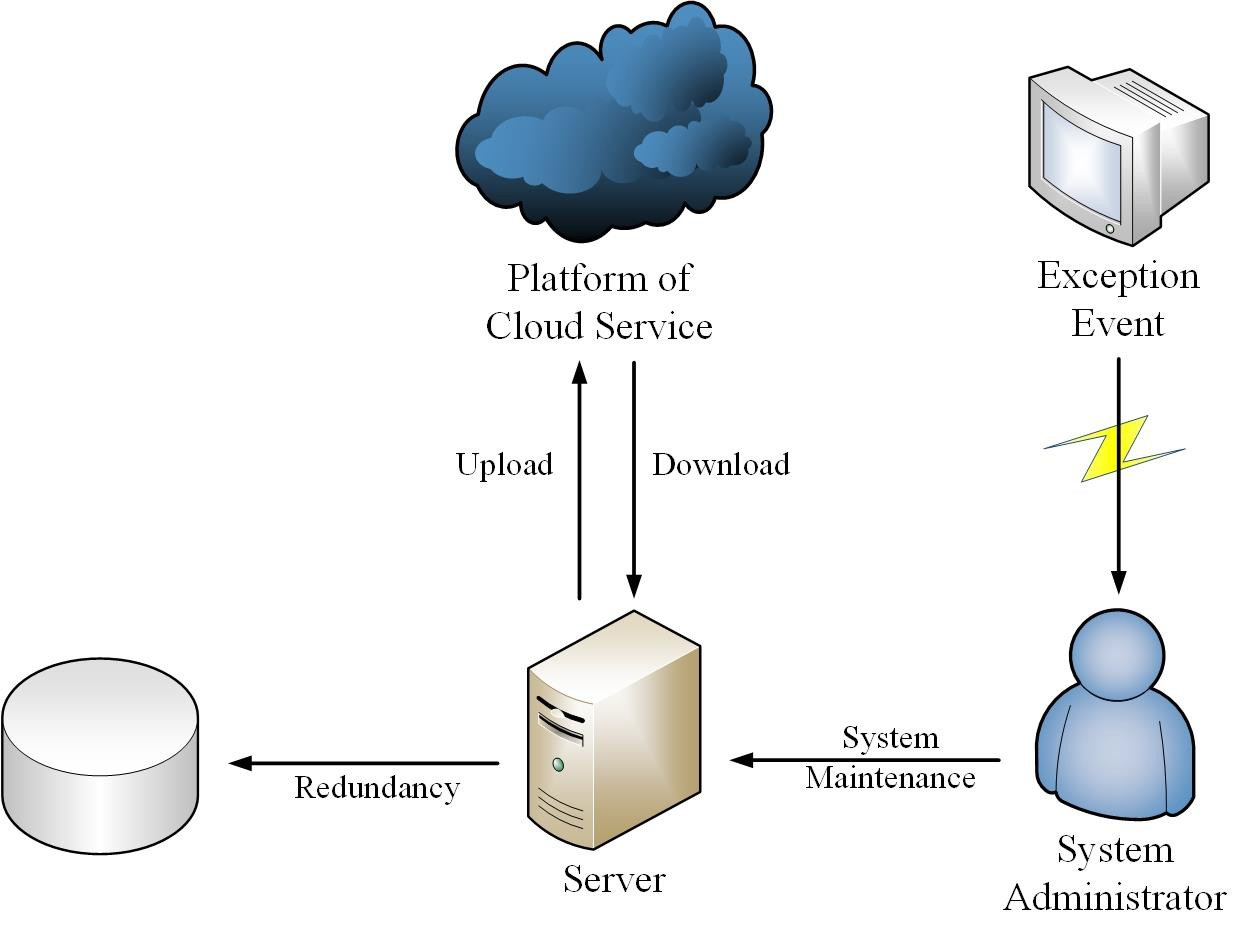 Platform of
Cloud Service
Exception
Event
Upload
Download
System
Maintenance
Redundancy
Server
System
Administrator